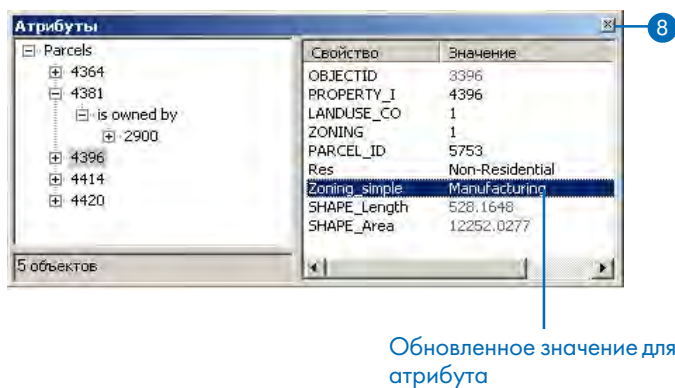 Атрибуты
8
Parcels
4364
4381
is owned by
2900
4396
4414
4420
5 объектов
Свойство Значение
OBJECTID 3396
PROPERTY_I 4396
LANDUSE_CO 1
ZONING 1
PARCEL_ID 5753
Res Non-Residential
Zoning_simple Manufacturing
SHAPE_Length 528.1648
SHAPE_Area 12252.0277
Обновленное значение для
атрибута